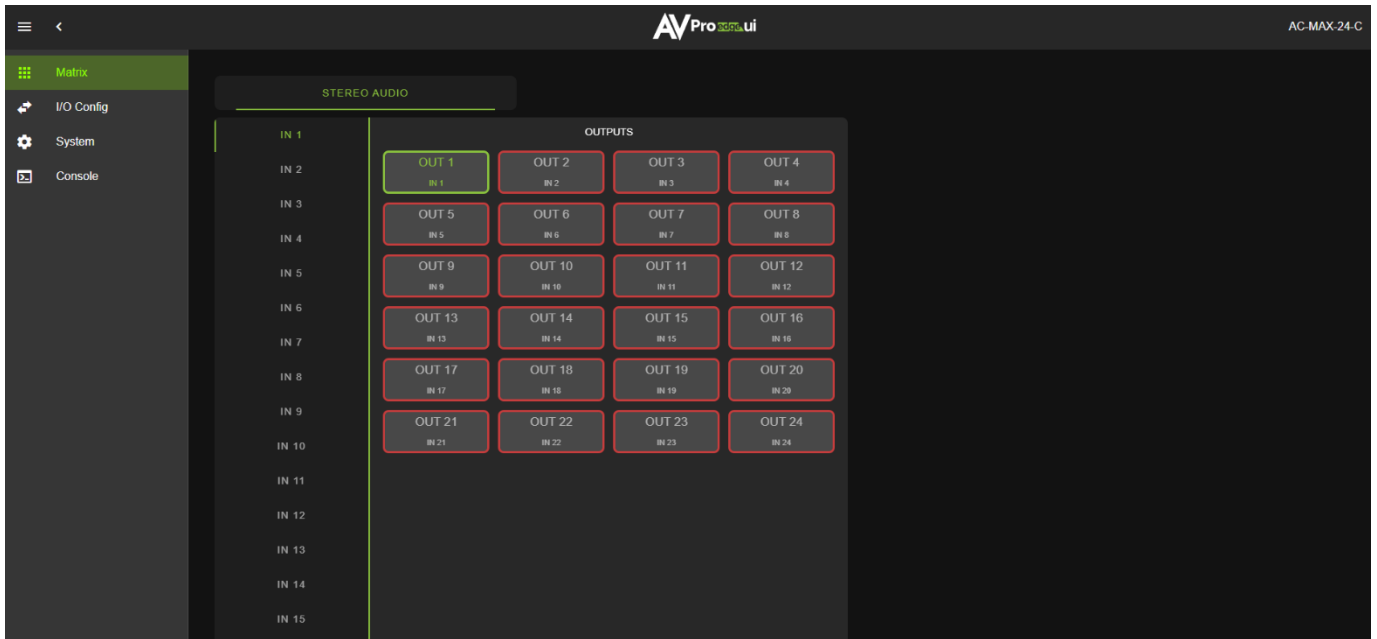 AVPro edge.ui
AC-MAX-24-C
Matrix
I/O Config
System
Console
STEREO AUDIO
IN 1
IN 2
IN 3
IN 4
IN 5
IN 6
IN 7
IN 8
IN 9
IN 10
IN 11
IN 12
IN 13
IN 14
IN 15
OUTPUTS
OUT 1 OUT 2 OUT 3 OUT 4
IN 1 IN 2 IN 3 IN 4
OUT 5 OUT 6 OUT 7 OUT 8
IN 5 IN 6 IN 7 IN 8
OUT 9 OUT 10 OUT 11 OUT 12
IN 9 IN 10 IN 11 IN 12
OUT 13 OUT 14 OUT 15 OUT 16
IN 13 IN 14 IN 15 IN 16
OUT 17 OUT 18 OUT 19 OUT 20
IN 17 IN 18 IN 19 IN 20
OUT 21 OUT 22 OUT 23 OUT 24
IN 21 IN 22 IN 23 IN 24